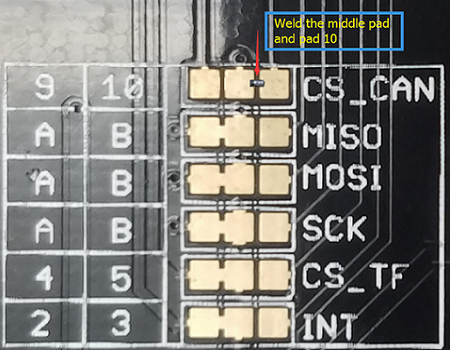 Weld the middle pad
and pad 10
9 10 CS_CAN
A B MISO
A B MOSI
A B SCK
4 5 CS_TF
2 3 INT